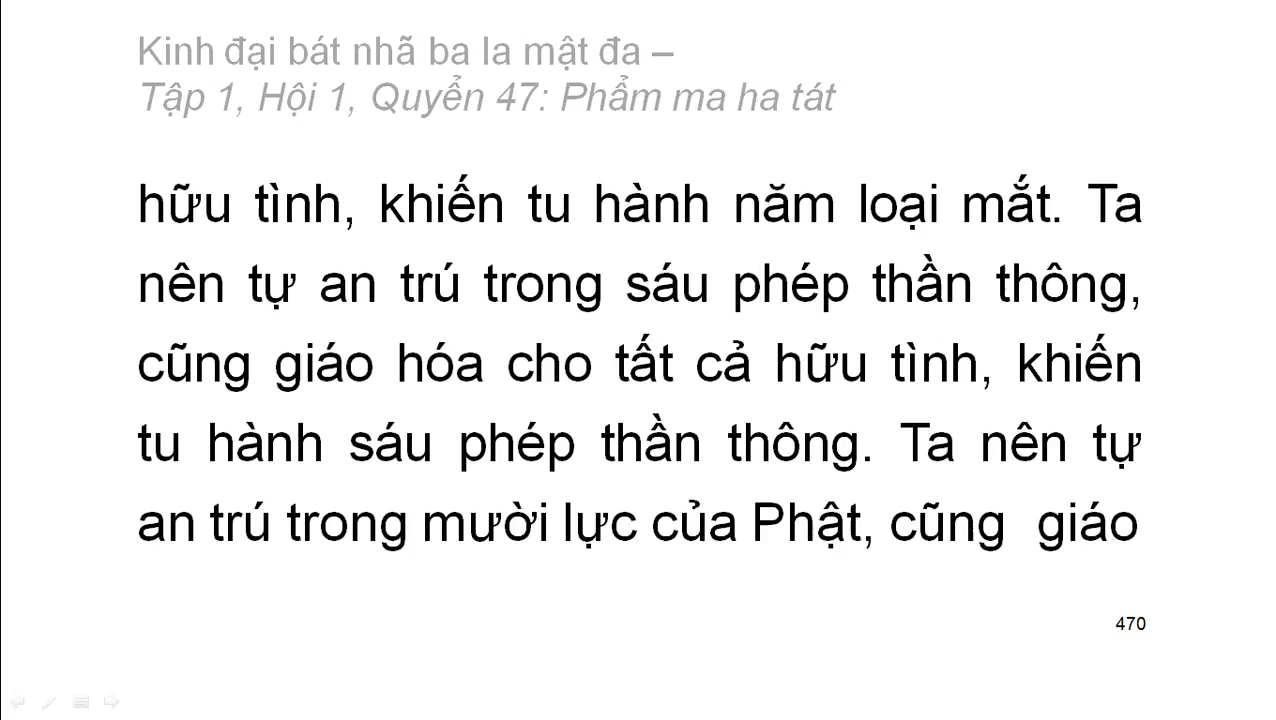 Kinh đại bát nhã ba la mật đa –
Tập 1, Hội 1, Quyển 47: Phẩm ma ha tát
hữu tình, khiến tu hành năm loại mắt. Ta
nên tự an trú trong sáu phép thần thông,
cũng giáo hóa cho tất cả hữu tình, khiến
tu hành sáu phép thần thông. Ta nên tự
an trú trong mười lực của Phật, cũng giáo
470